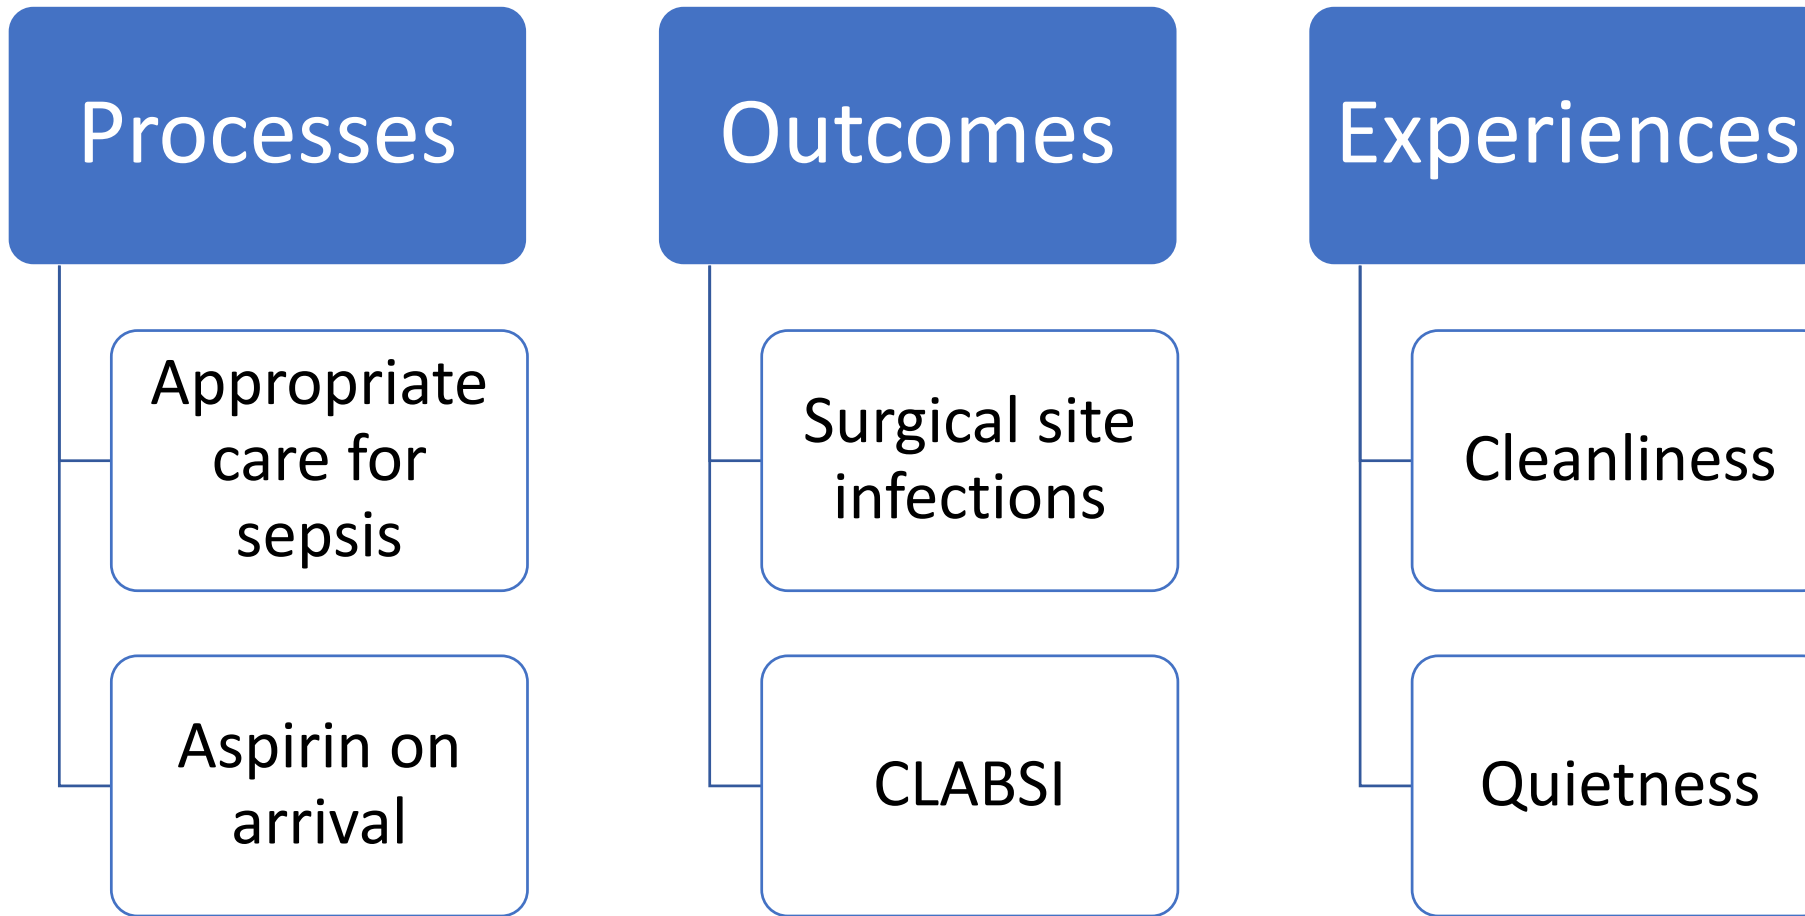 Processes
Appropriate
care for
sepsis
Aspirin on
arrival
Outcomes
Surgical site
infections
CLABSI
Experiences
Cleanliness
Quietness